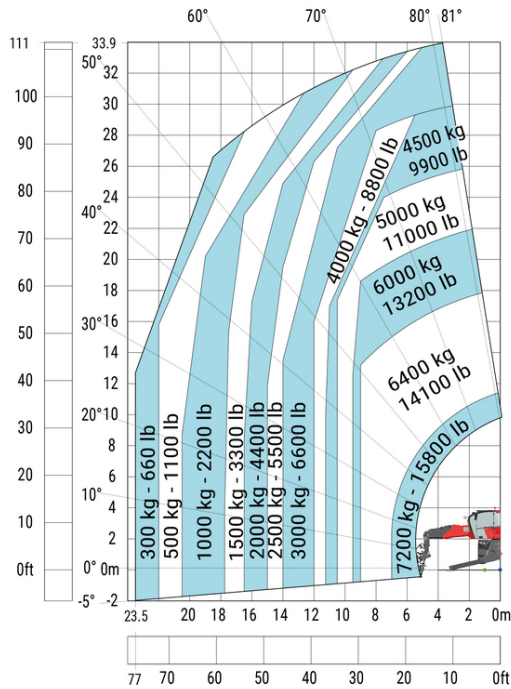 60°
70°
80°
81°
111
33.9
50°
32
100
30
90
28
26
80
24
40°
22
70
20
60
18
50
30°
16
14
40
12
30
20°
10
8
20
6
10°
4
10
2
0ft
0°
0m
-5°
-2
4500 kg
9900 lb
4000 kg - 8800 lb
5000 kg
11000 lb
6000 kg
13200 lb
6400 kg
14100 lb
7200 kg - 15800 lb
300 kg - 660 lb
500 kg - 1100 lb
1000 kg - 2200 lb
1500 kg - 3300 lb
2000 kg - 4400 lb
2500 kg - 5500 lb
3000 kg - 6600 lb
23.5 20 18 16 14 12 10 8 6 4 2 0m
77 70 60 50 40 30 20 10 0ft